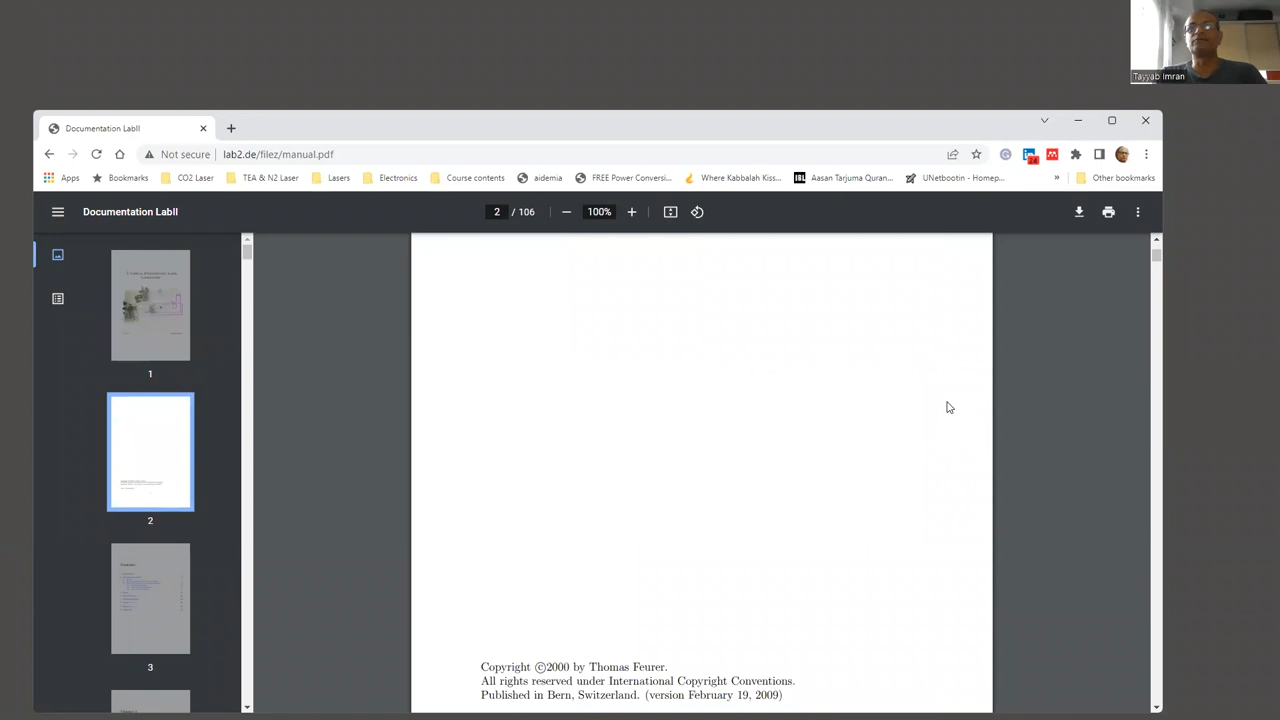 Tayyab Imran
Documentation LabII
Not secure
lab2.de/filez/manual.pdf
24
Apps
Bookmarks
CO2 Laser
TEA & N2 Laser
Lasers
Electronics
Course contents
aidemia
FREE Power Conversi...
Where Kabbalah Kiss...
IBL
Aasan Tarjuma Quran...
UNetbootin - Homep...
»
Other bookmarks
Documentation LabII
2 / 106
100%
1
2
3
Copyright ©2000 by Thomas Feurer.
All rights reserved under International Copyright Conventions.
Published in Bern, Switzerland. (version February 19, 2009)